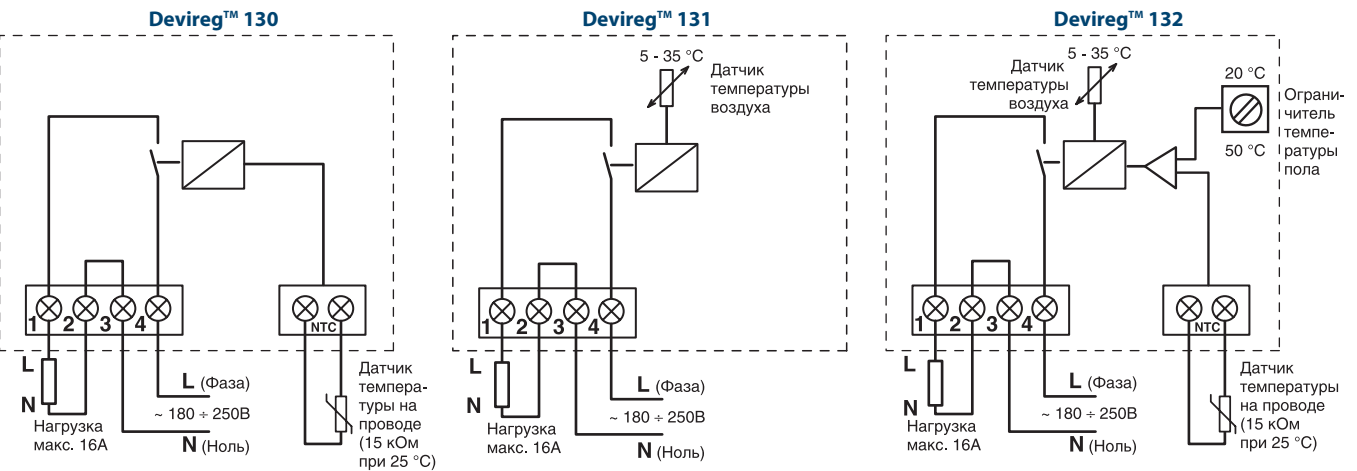 Devireg™ 130
1 2 3 4
NTC
L
N
Нагрузка
макс. 16А
L (Фаза)
~ 180 ÷ 250В
N (Ноль)
Датчик
темпера-
туры на
проводе
(15 кОм
при 25 °C)
Devireg™ 131
5 - 35 °C
Датчик
температуры
воздуха
1 2 3 4
L
N
Нагрузка
макс. 16А
L (Фаза)
~ 180 ÷ 250В
N (Ноль)
Devireg™ 132
5 - 35 °C
Датчик
температуры
воздуха
20 °C
50 °C
Ограни-
читель
темпе-
ратуры
пола
1 2 3 4
NTC
L
N
Нагрузка
макс. 16А
L (Фаза)
~ 180 ÷ 250В
N (Ноль)
Датчик
температуры
на проводе
(15 кОм
при 25 °C)